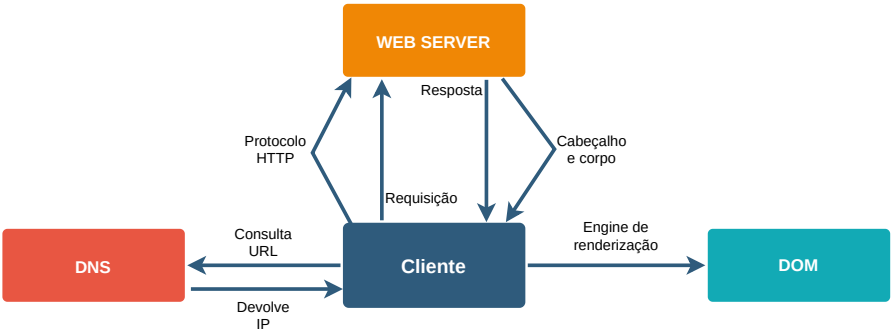 WEB SERVER
Resposta
Protocolo
HTTP
Cabeçalho
e corpo
Requisição
Consulta
URL
Engine de
renderização
DNS
Cliente
DOM
Devolve
IP